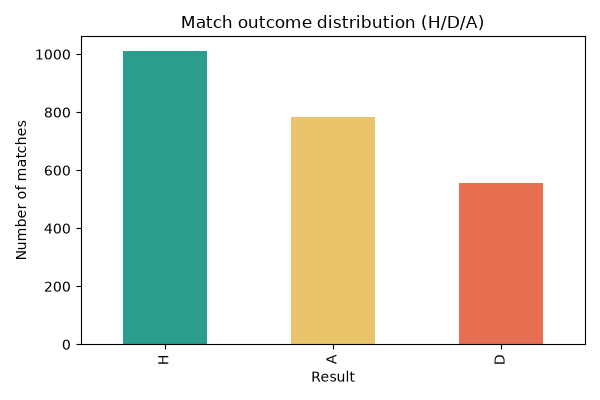 Match outcome distribution (H/D/A)
Number of matches
1000
800
600
400
200
0
H
A
D
Result